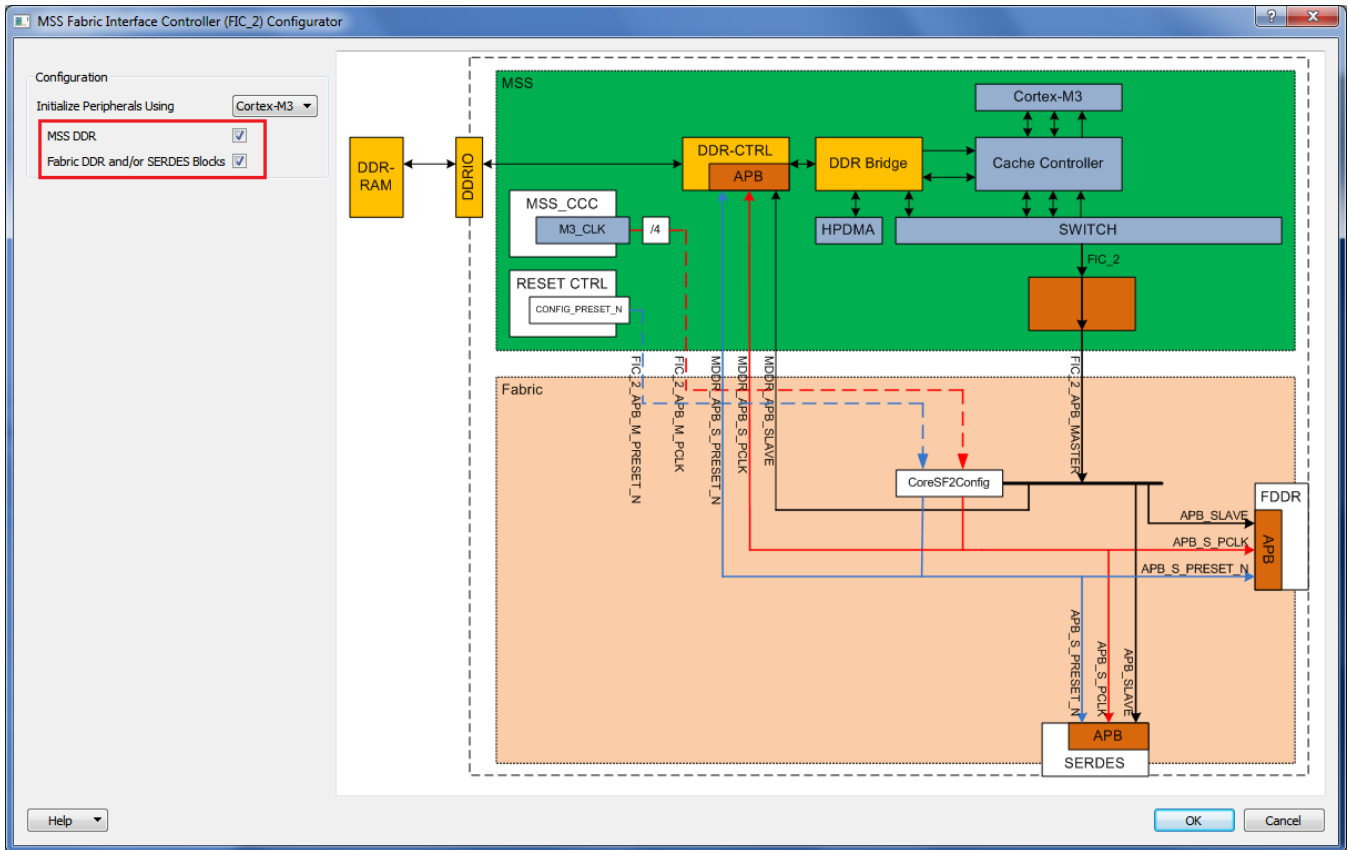 MSS Fabric Interface Controller (FIC_2) Configurator
Configuration
Initialize Peripherals Using
Cortex-M3
MSS DDR
Fabric DDR and/or SERDES Blocks
MSS
Cortex-M3
DDR-
RAM
DDRIO
DDR-CTRL
APB
DDR Bridge
Cache Controller
MSS_CCC
M3_CLK
/4
HPDMA
SWITCH
FIC_2
RESET CTRL
CONFIG_PRESET_N
FIC_2_APB_M_PRESET_N
FIC_2_APB_M_PCLK
MDDR_APB_S_PRESET_N
MDDR_APB_S_PCLK
MDDR_APB_SLAVE
FIC_2_APB_MASTER
Fabric
CoreSF2Config
FDDR
APB_SLAVE
APB_S_PCLK
APB_S_PRESET_N
APB
APB_S_PRESET_N
APB_S_PCLK
APB_SLAVE
APB
SERDES
Help
OK
Cancel